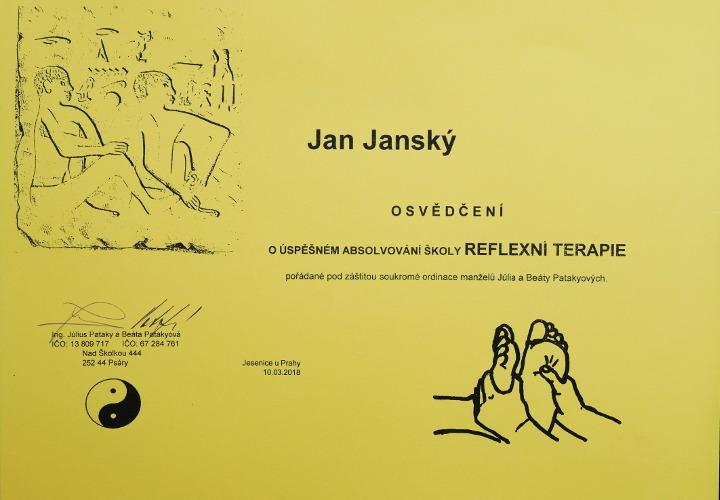 Jan Janský
OSVĚDČENÍ
O ÚSPĚŠNÉM ABSOLVOVÁNÍ ŠKOLY REFLEXNÍ TERAPIE
pořádané pod záštitou soukromé ordinace manželů Júlia a Beáty Patakyových.
Ing. Július Pataky a Beáta Patakyová
IČO: 13 809 717 IČO: 67 284 761
Nad Školkou 444
252 44 Psáry
Jesenice u Prahy
10.03.2018